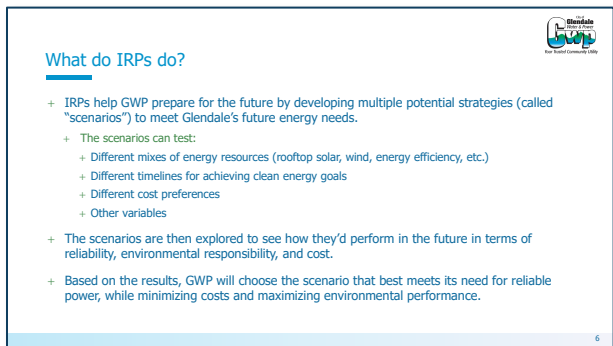 City of
Glendale
Water & Power
GWP
Your Trusted Community Utility
What do IRPs do?
+ IRPs help GWP prepare for the future by developing multiple potential strategies (called
“scenarios”) to meet Glendale’s future energy needs.
+ The scenarios can test:
+ Different mixes of energy resources (rooftop solar, wind, energy efficiency, etc.)
+ Different timelines for achieving clean energy goals
+ Different cost preferences
+ Other variables
+ The scenarios are then explored to see how they’d perform in the future in terms of
reliability, environmental responsibility, and cost.
+ Based on the results, GWP will choose the scenario that best meets its need for reliable
power, while minimizing costs and maximizing environmental performance.
6